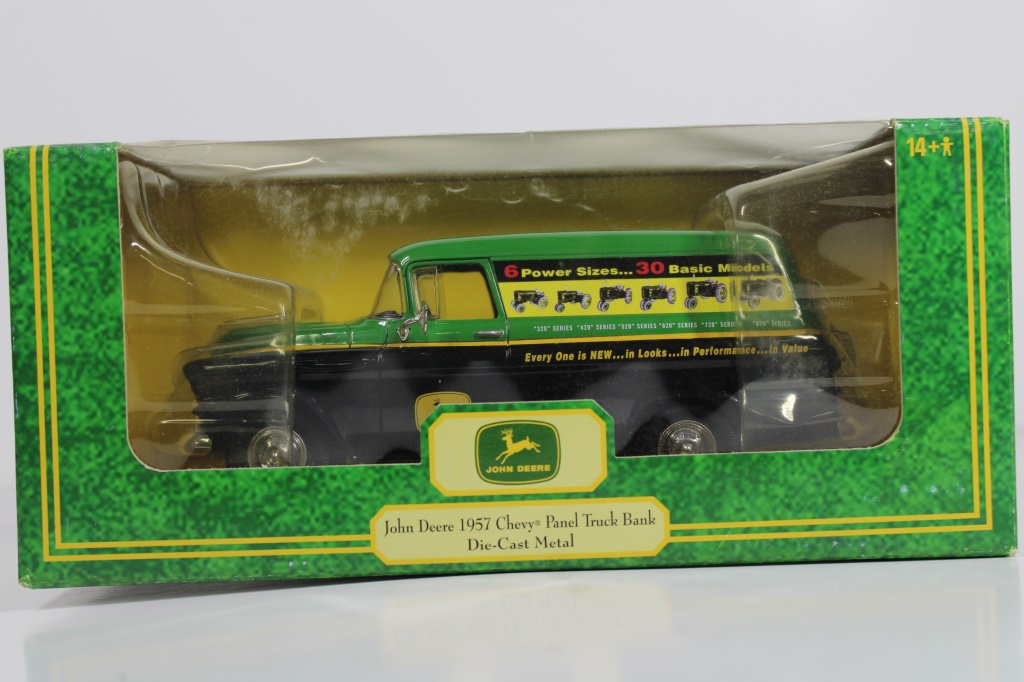 14+
6 Power Sizes... 30 Basic Models
"320" SERIES "420" SERIES "520" SERIES "620" SERIES "720" SERIES "820" SERIES
Every One is NEW...in Looks...in Performance...in Value
JOHN DEERE
John Deere 1957 Chevy® Panel Truck Bank
Die-Cast Metal